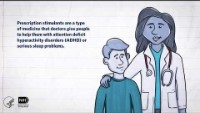 Prescription stimulants are a type
of medicine that doctors give people
to help them with attention deficit
hyperactivity disorders (ADHD) or
serious sleep problems.
NIH